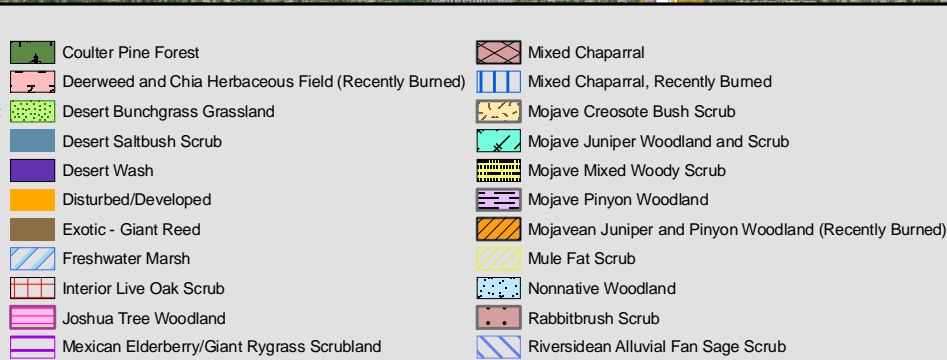 Coulter Pine Forest
Deerweed and Chia Herbaceous Field (Recently Burned)
Desert Bunchgrass Grassland
Desert Saltbush Scrub
Desert Wash
Disturbed/Developed
Exotic - Giant Reed
Freshwater Marsh
Interior Live Oak Scrub
Joshua Tree Woodland
Mexican Elderberry/Giant Rygrass Scrubland
Mixed Chaparral
Mixed Chaparral, Recently Burned
Mojave Creosote Bush Scrub
Mojave Juniper Woodland and Scrub
Mojave Mixed Woody Scrub
Mojave Pinyon Woodland
Mojavean Juniper and Pinyon Woodland (Recently Burned)
Mule Fat Scrub
Nonnative Woodland
Rabbitbrush Scrub
Riversidean Alluvial Fan Sage Scrub